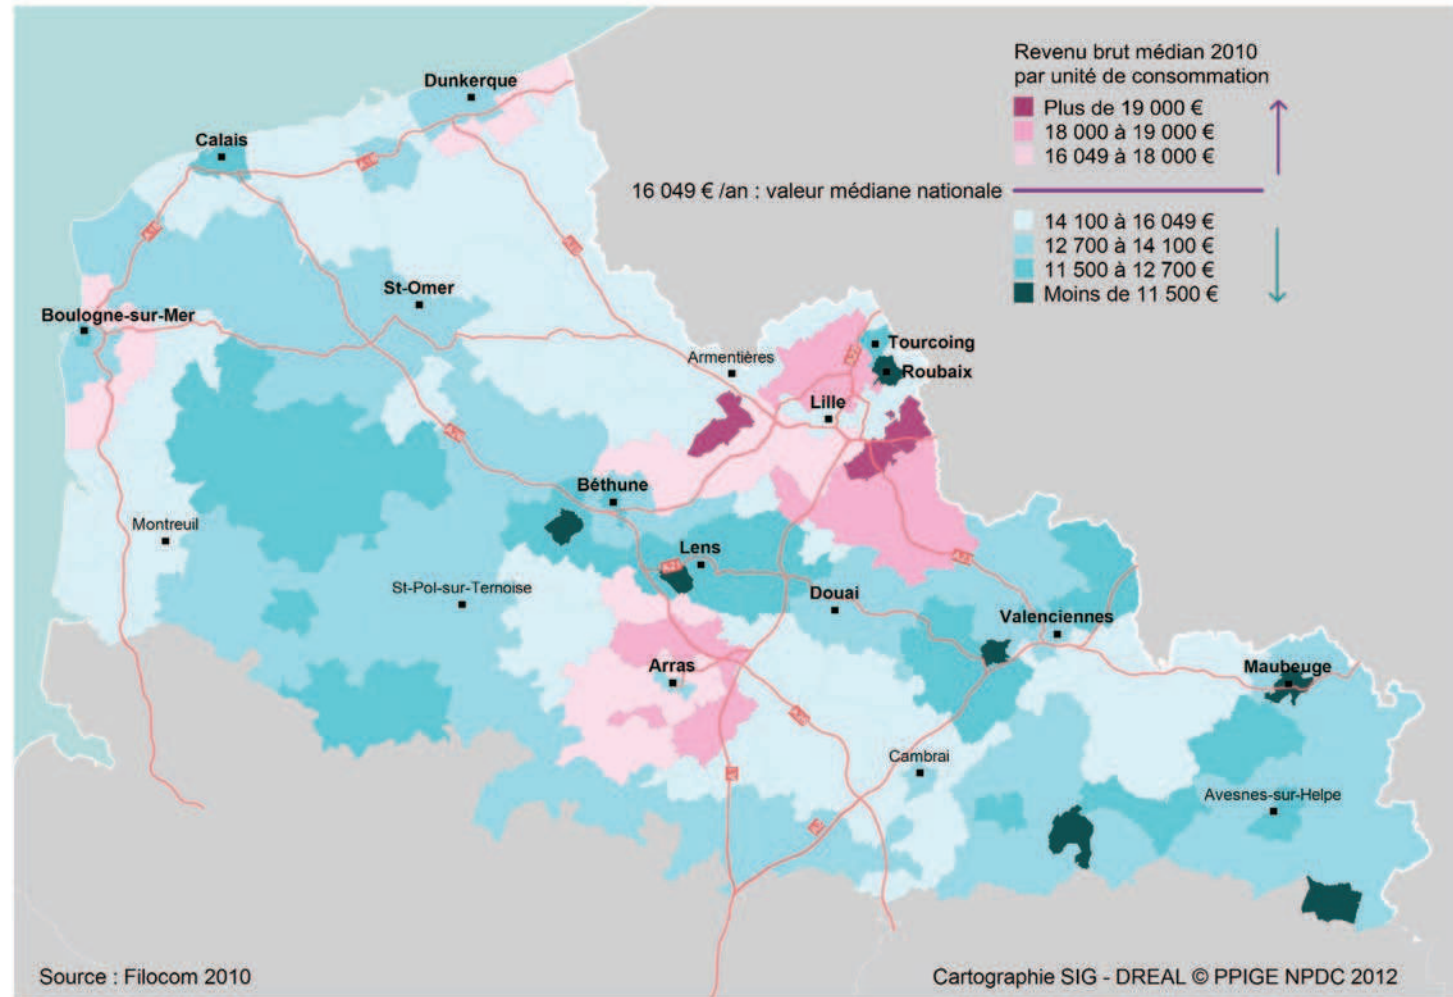 Revenu brut médian 2010
par unité de consommation
Plus de 19 000 €
18 000 à 19 000 €
16 049 à 18 000 €
16 049 € /an : valeur médiane nationale
14 100 à 16 049 €
12 700 à 14 100 €
11 500 à 12 700 €
Moins de 11 500 €
Dunkerque
Calais
St-Omer
Boulogne-sur-Mer
Tourcoing
Armentières
Roubaix
Lille
Béthune
Montreuil
Lens
A21
St-Pol-sur-Ternoise
Douai
Valenciennes
Arras
Maubeuge
Cambrai
Avesnes-sur-Helpe
Source : Filocom 2010
Cartographie SIG - DREAL © PPIGE NPDC 2012